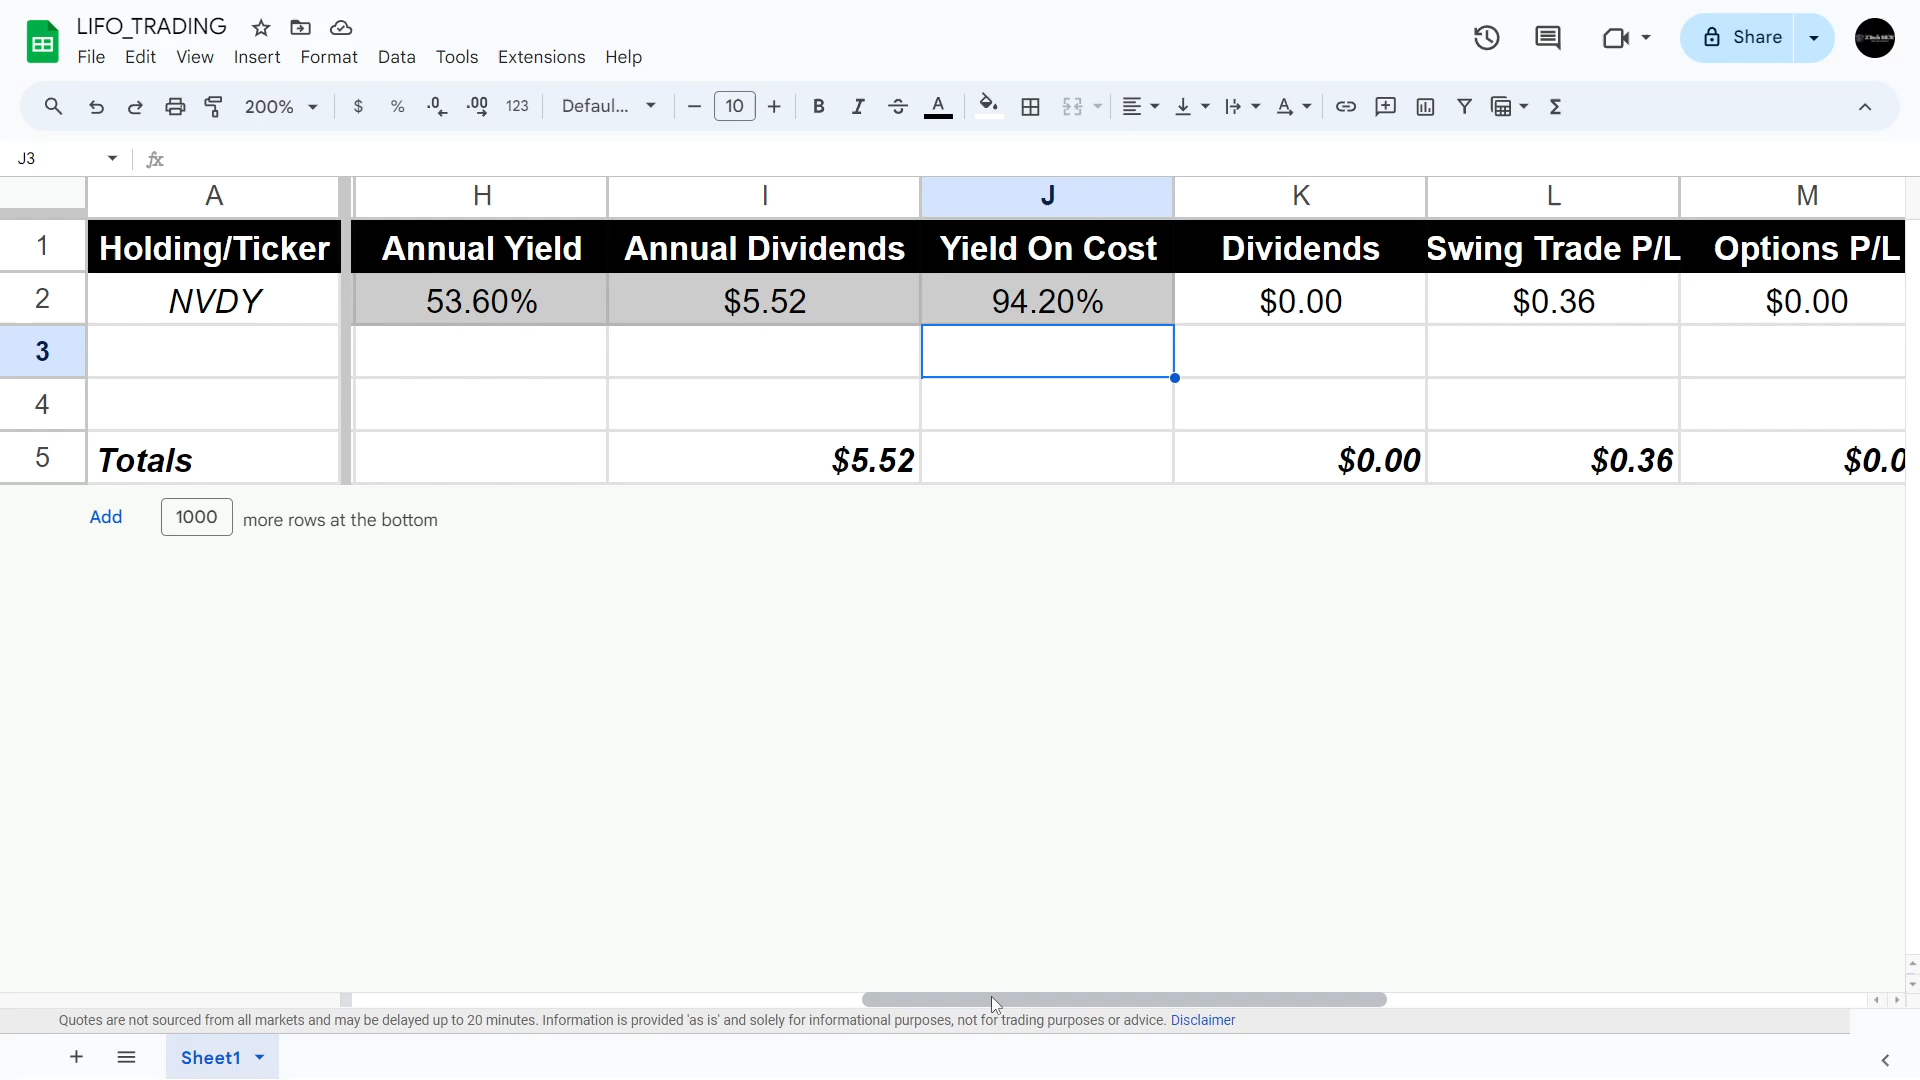 LIFO_TRADING
File Edit View Insert Format Data Tools Extensions Help
Share
200% $ % .0 .00 123 Defaul... 10 B I S A
J3 fx
A H I J K L M
1 Holding/Ticker Annual Yield Annual Dividends Yield On Cost Dividends Swing Trade P/L Options P/L
2 NVDY 53.60% $5.52 94.20% $0.00 $0.36 $0.00
3
4
5 Totals $5.52 $0.00 $0.36 $0.0
Add 1000 more rows at the bottom
Quotes are not sourced from all markets and may be delayed up to 20 minutes. Information is provided 'as is' and solely for informational purposes, not for trading purposes or advice. Disclaimer
Sheet1